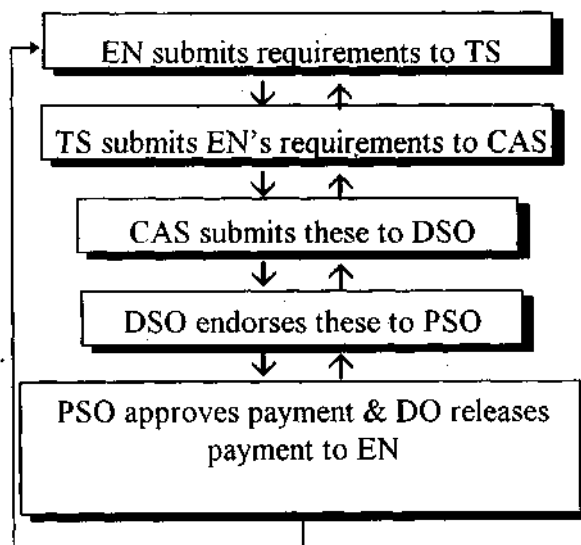 EN submits requirements to TS
TS submits EN's requirements to CAS
CAS submits these to DSO
DSO endorses these to PSO
PSO approves payment & DO releases
payment to EN